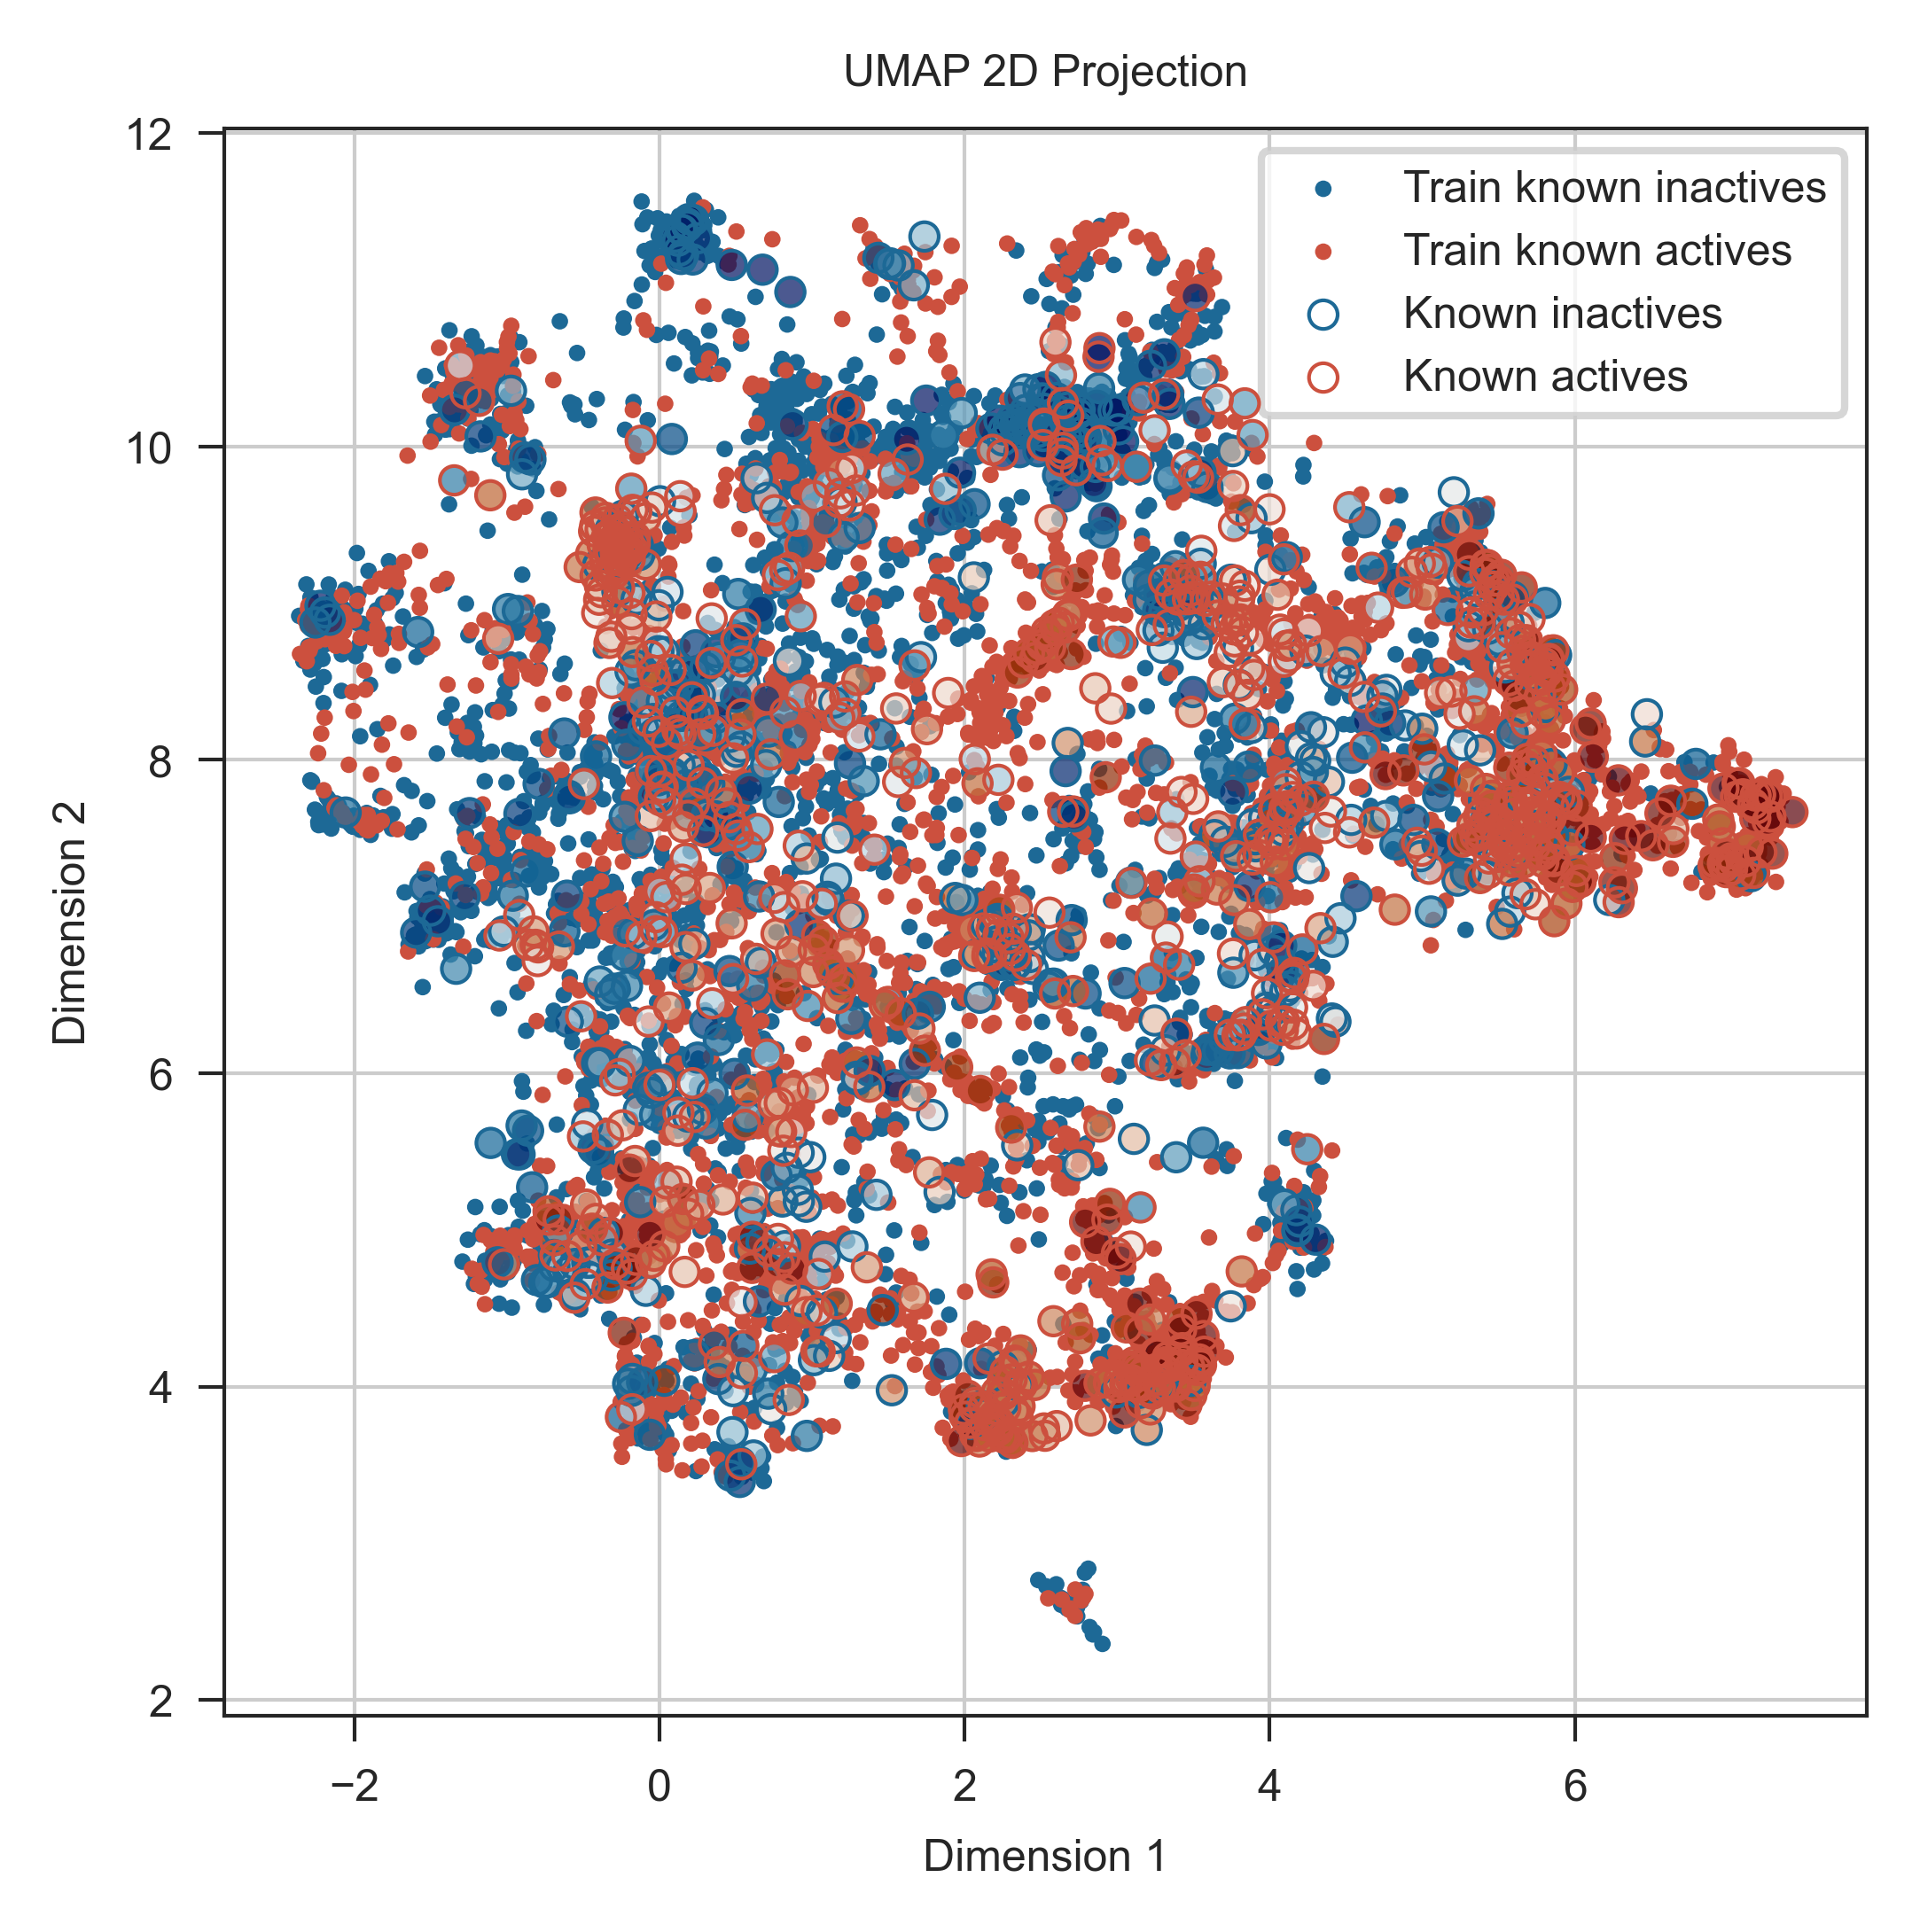 UMAP 2D Projection
12
10
8
6
4
2
Dimension 2
Train known inactives
Train known actives
Known inactives
Known actives
−2
0
2
4
6
Dimension 1